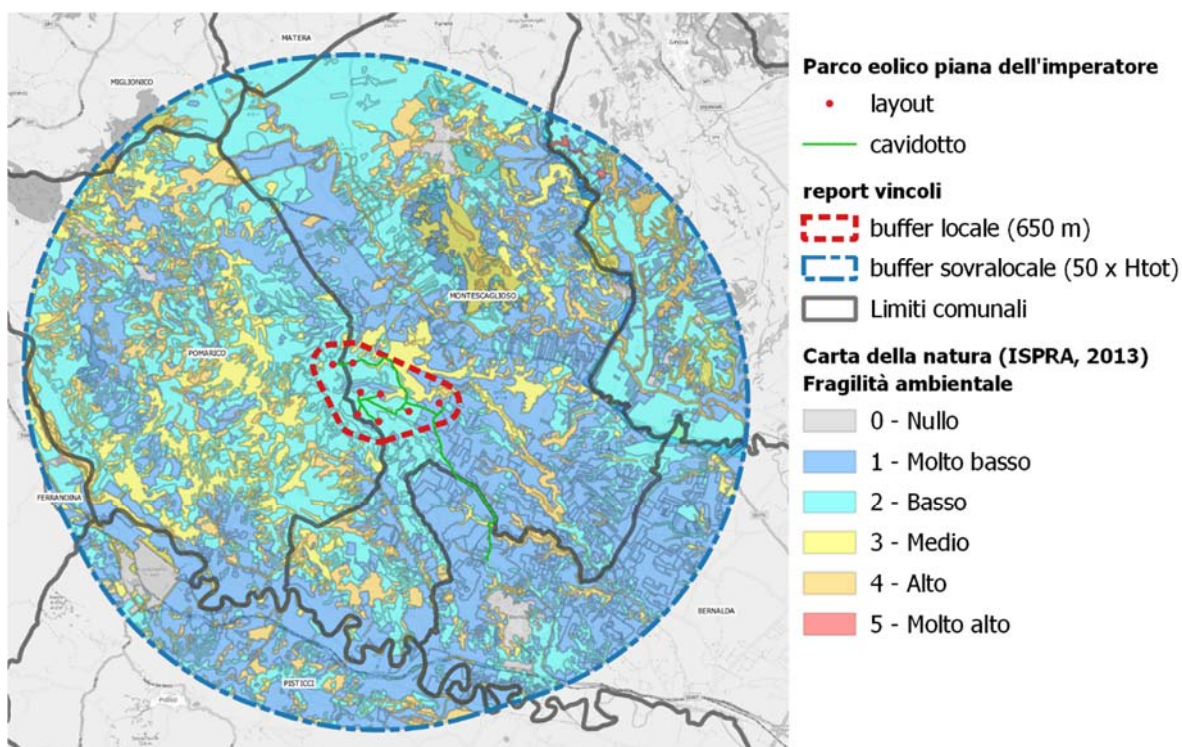 MATERA
GINOSA
MIGLIONICO
MONTESCAGLIOSO
POMARICO
FERRANDINA
BERNALDA
PISTICCI
Parco eolico piana dell'imperatore
layout
cavidotto
report vincoli
buffer locale (650 m)
buffer sovralocale (50 x Htot)
Limiti comunali
Carta della natura (ISPRA, 2013)
Fragilità ambientale
0 - Nullo
1 - Molto basso
2 - Basso
3 - Medio
4 - Alto
5 - Molto alto